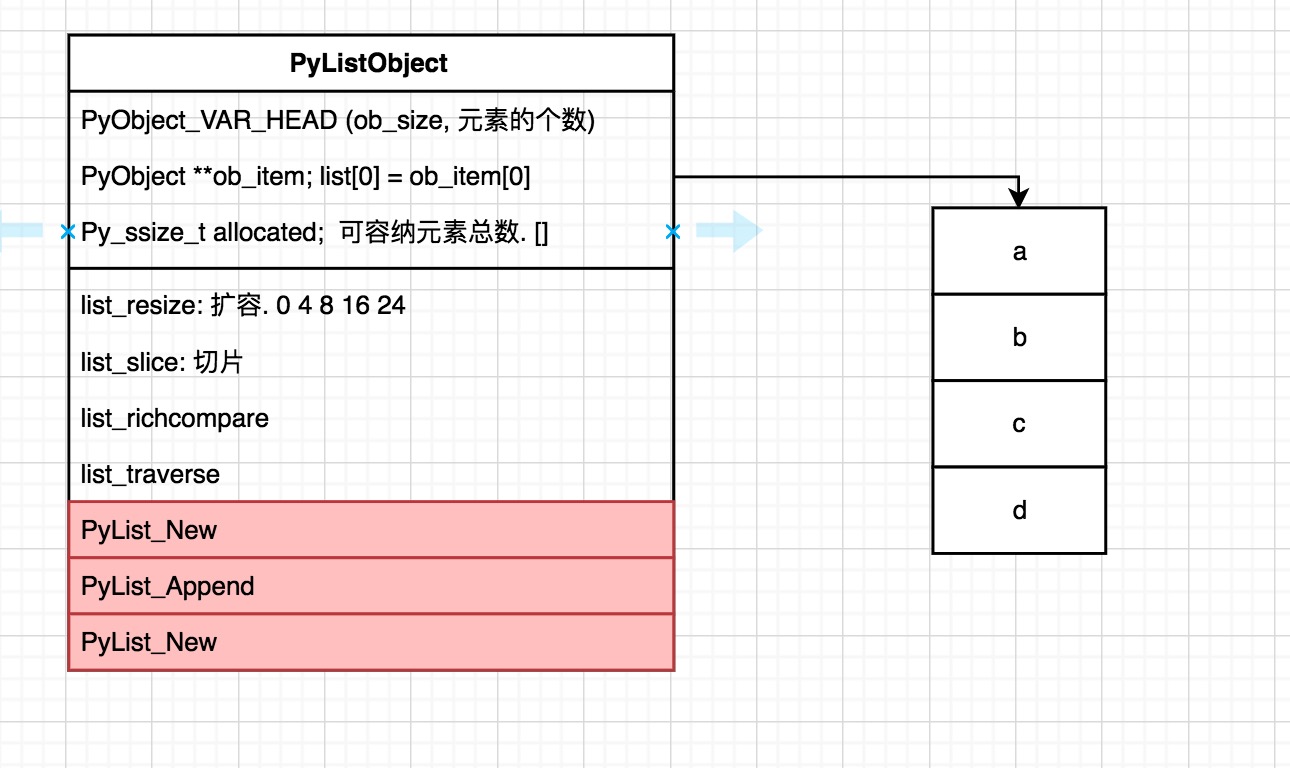 PyListObject
PyObject_VAR_HEAD (ob_size, 元素的个数)
PyObject **ob_item; list[0] = ob_item[0]
Py_ssize_t allocated;  可容纳元素总数. []
list_resize: 扩容. 0 4 8 16 24
list_slice: 切片
list_richcompare
list_traverse
PyList_New
PyList_Append
PyList_New
a
b
c
d